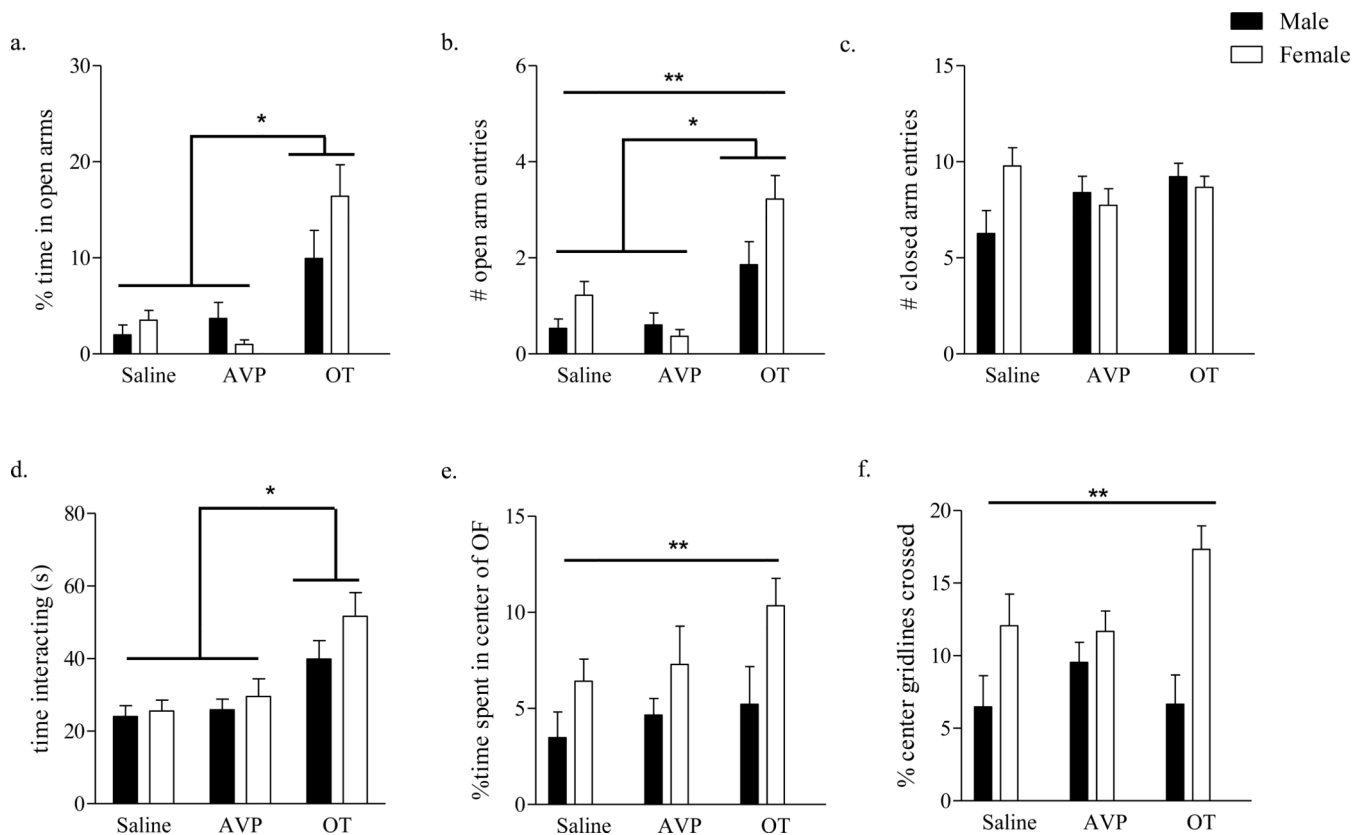 Male
Female
a.
30
20
10
0
% time in open arms
*
Saline AVP OT
b.
6
4
2
0
# open arm entries
**
*
Saline AVP OT
c.
15
10
5
0
# closed arm entries
Saline AVP OT
d.
80
60
40
20
0
time interacting (s)
*
Saline AVP OT
e.
15
10
5
0
%time spent in center of OF
**
Saline AVP OT
f.
20
15
10
5
0
% center gridlines crossed
**
Saline AVP OT